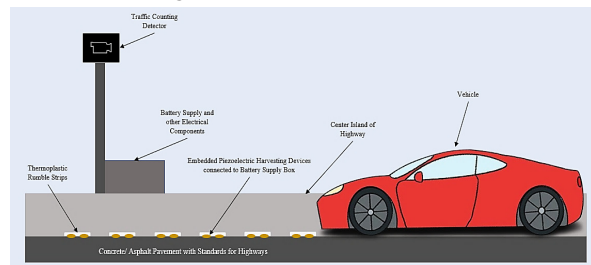 Traffic Counting
Detector
Battery Supply and
other Electrical
Components
Center Island of
Highway
Vehicle
Thermoplastic
Rumble Strips
Embedded Piezoelectric Harvesting Devices
connected to Battery Supply Box
Concrete/ Asphalt Pavement with Standards for Highways